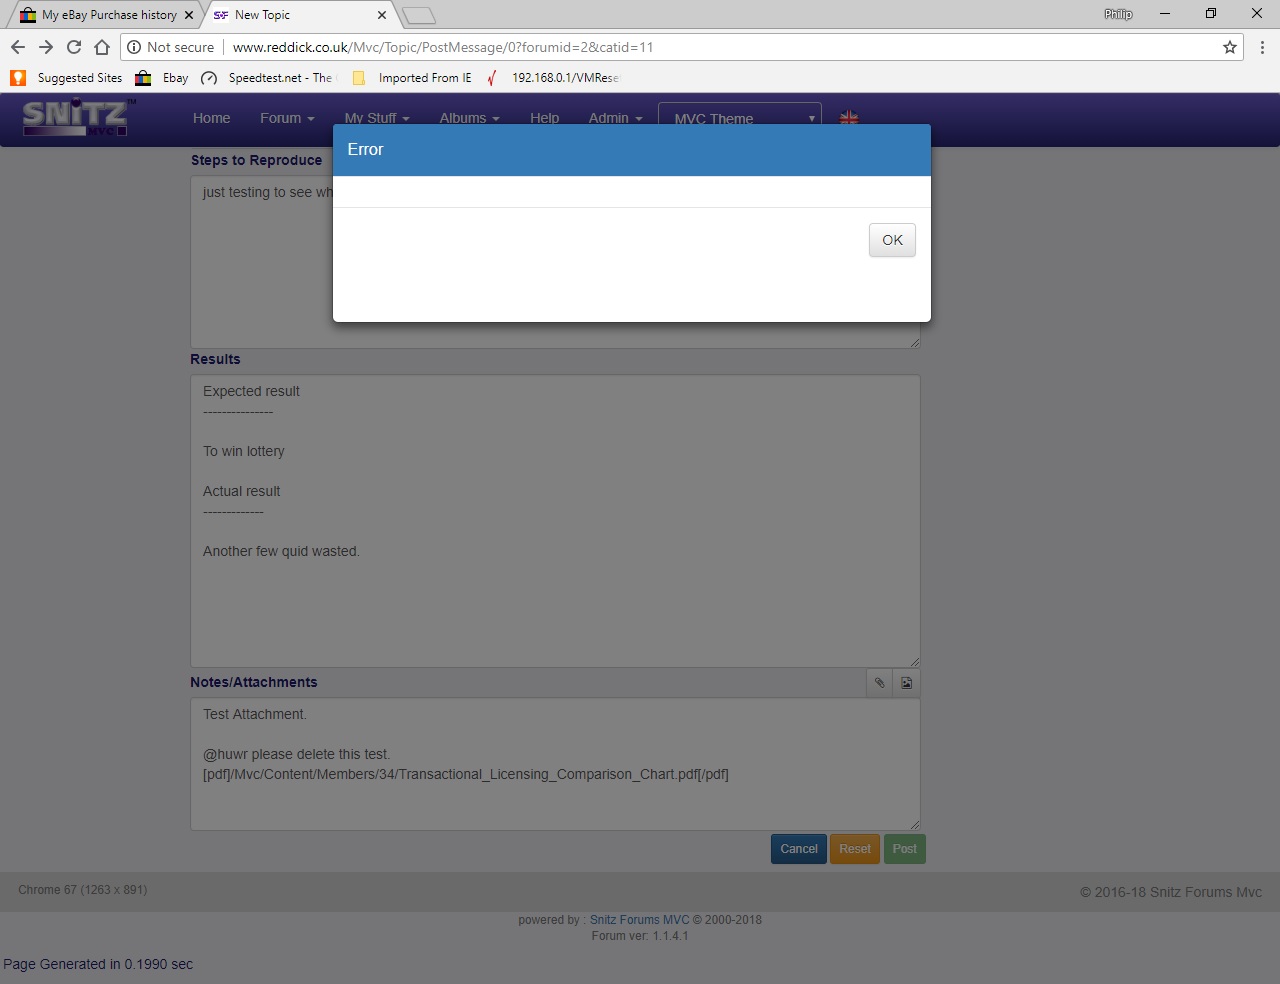 My eBay Purchase history
New Topic
Philip
Not secure
www.reddick.co.uk/Mvc/Topic/PostMessage/0?forumid=2&catid=11
Suggested Sites
Ebay
Speedtest.net - The
Imported From IE
192.168.0.1/VMRese
SNiTZ™
MVC
Home
Forum
My Stuff
Albums
Help
Admin
MVC Theme
Error
OK
Steps to Reproduce
just testing to see wh
Results
Expected result
---------------
To win lottery
Actual result
-------------
Another few quid wasted.
Notes/Attachments
Test Attachment.
@huwr please delete this test.
[pdf]/Mvc/Content/Members/34/Transactional_Licensing_Comparison_Chart.pdf[/pdf]
Cancel
Reset
Post
Chrome 67 (1263 x 891)
© 2016-18 Snitz Forums Mvc
powered by : Snitz Forums MVC © 2000-2018
Forum ver: 1.1.4.1
Page Generated in 0.1990 sec